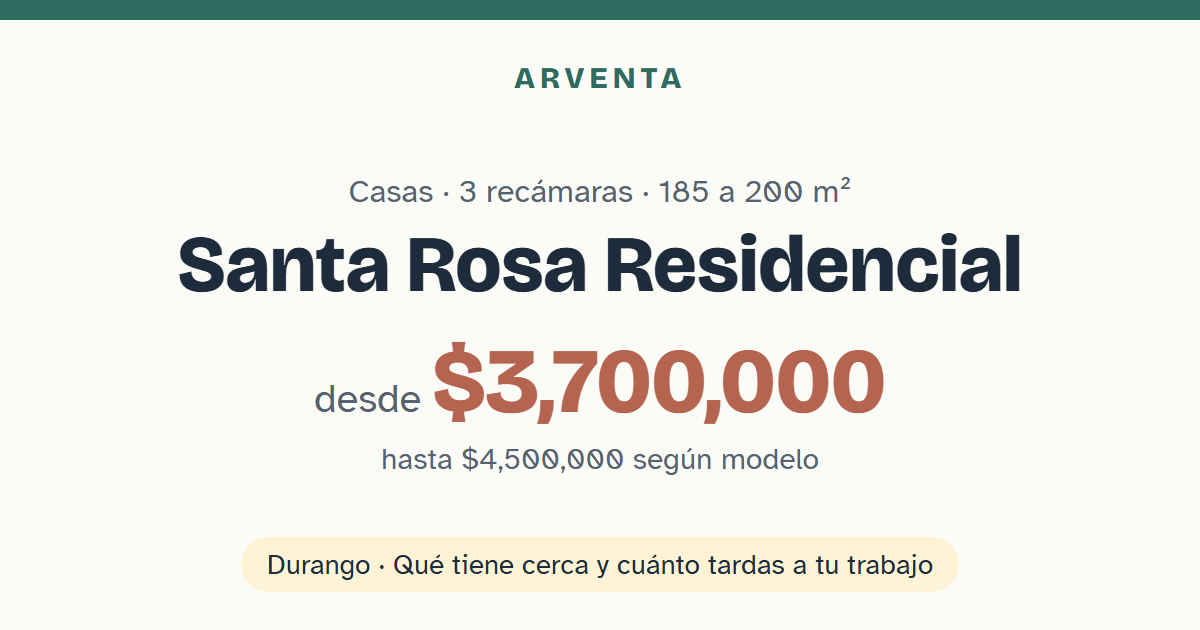 ARVENTA
Casas · 3 recámaras · 185 a 200 m²
Santa Rosa Residencial
desde $3,700,000
hasta $4,500,000 según modelo
Durango · Qué tiene cerca y cuánto tardas a tu trabajo